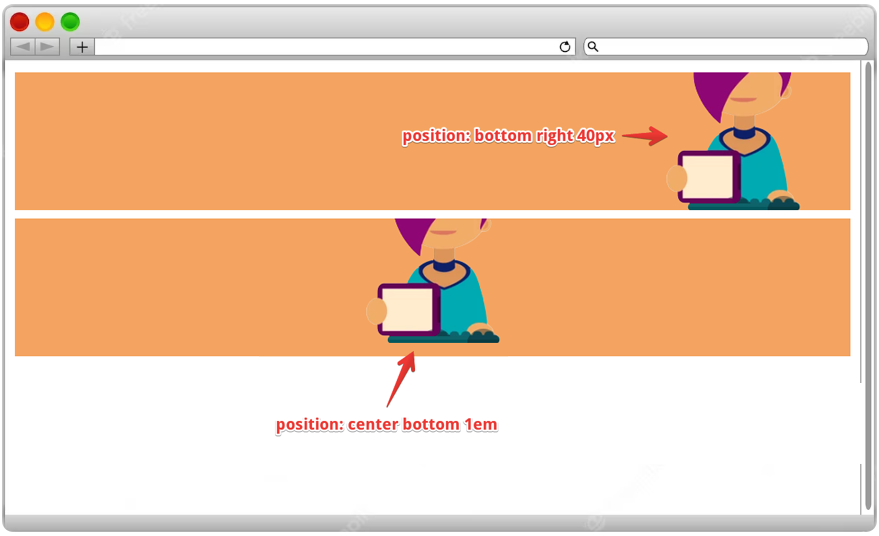 position: bottom right 40px
position: center bottom 1em